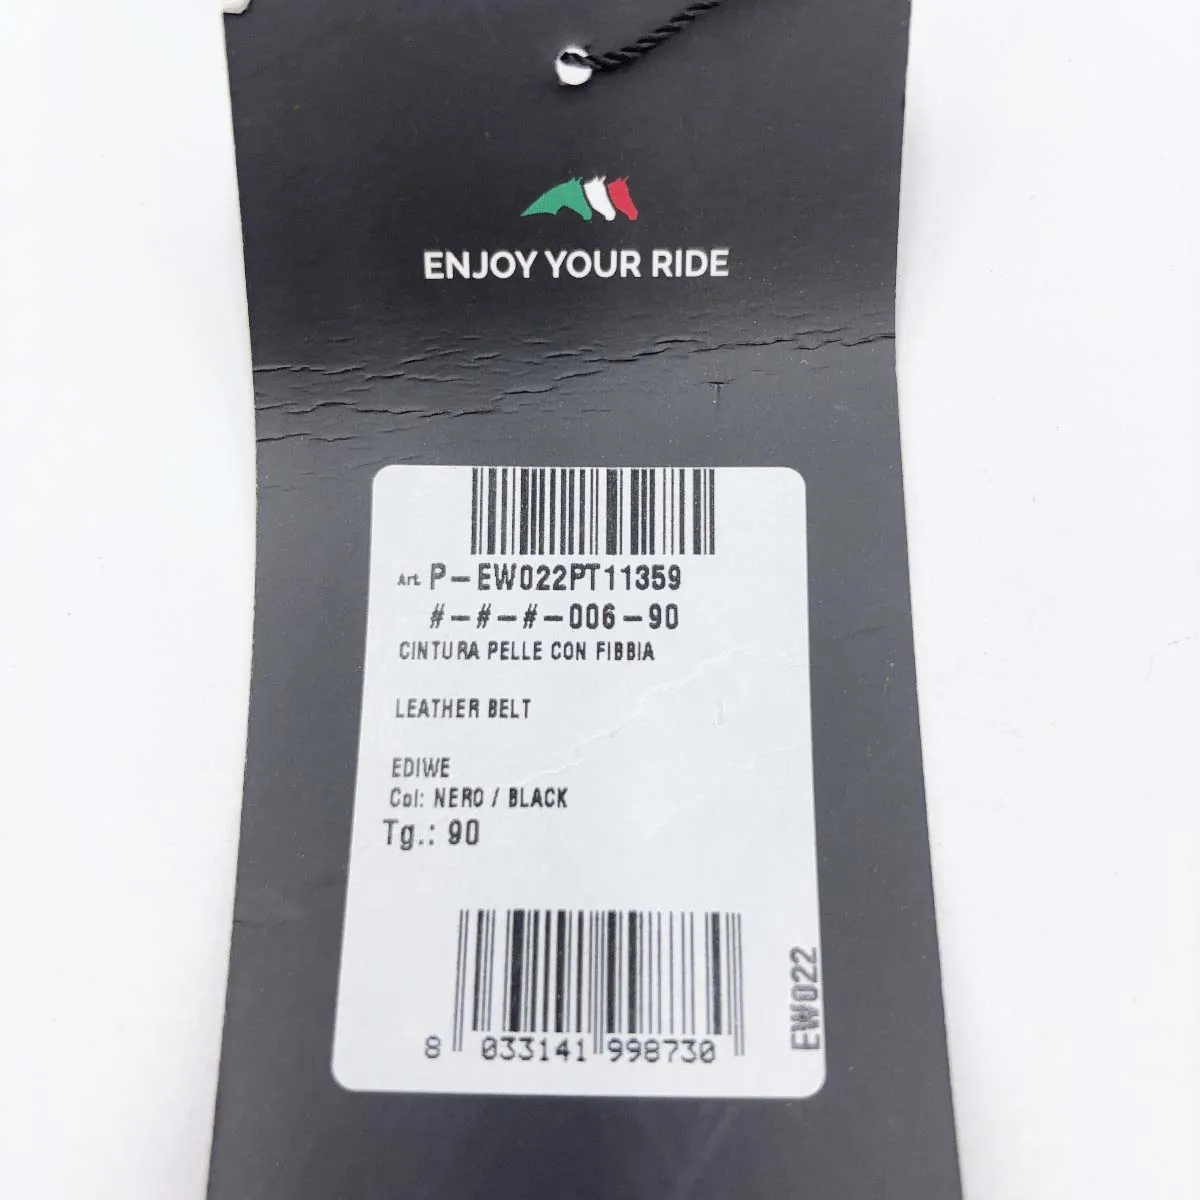 ENJOY YOUR RIDE
Art. P-EW022PT11359
#-#-#-006-90
CINTURA PELLE CON FIBBIA
LEATHER BELT
EDIWE
Col: NERO / BLACK
Tg.: 90
8 033141 998730
EW022